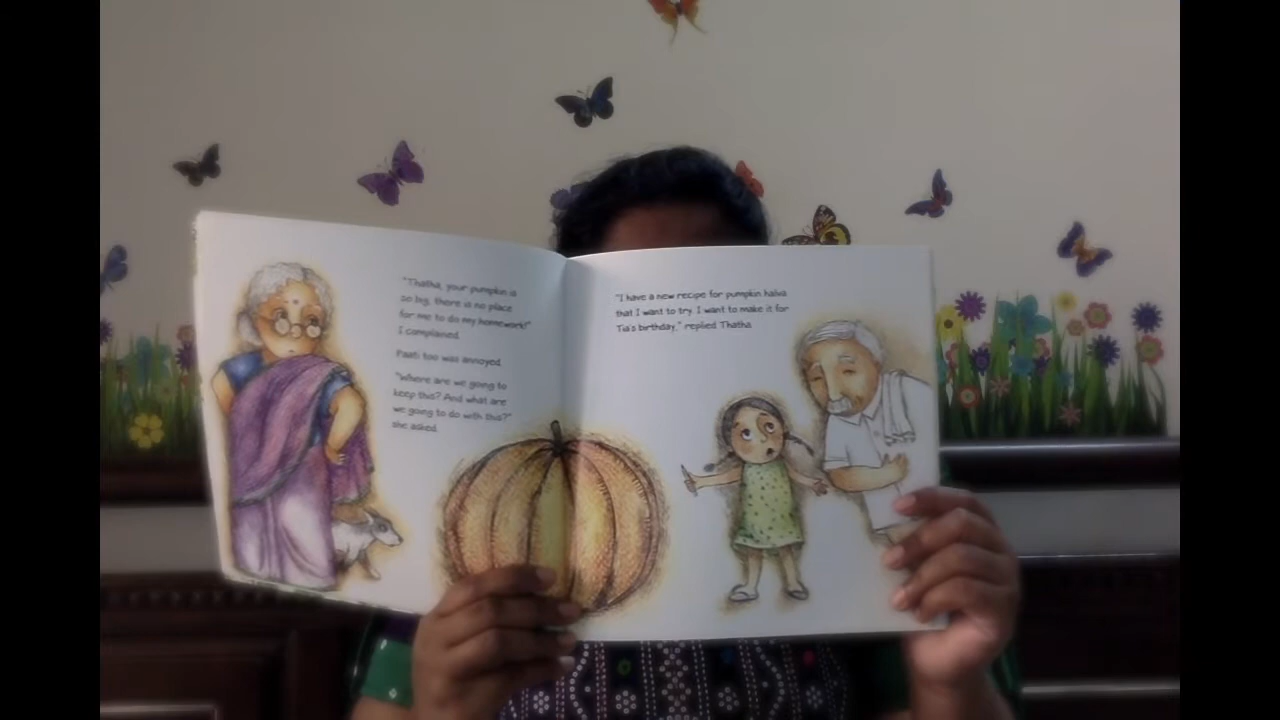 "Thatha, your pumpkin is
so big, there is no place
for me to do my homework!"
I complained.
Paati too was annoyed.
"Where are we going to
keep this? And what are
we going to do with this?"
she asked.
"I have a new recipe for pumpkin halva
that I want to try. I want to make it for
Tia's birthday," replied Thatha.